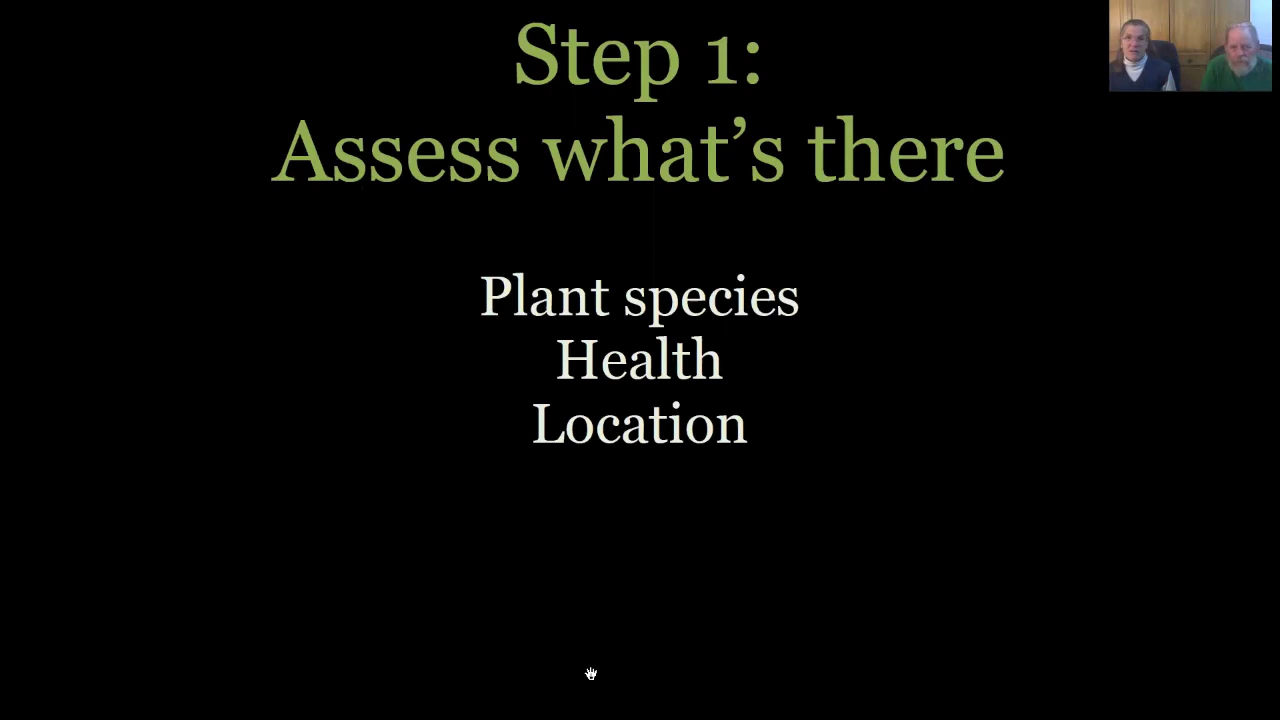 Step 1:
Assess what’s there
Plant species
Health
Location